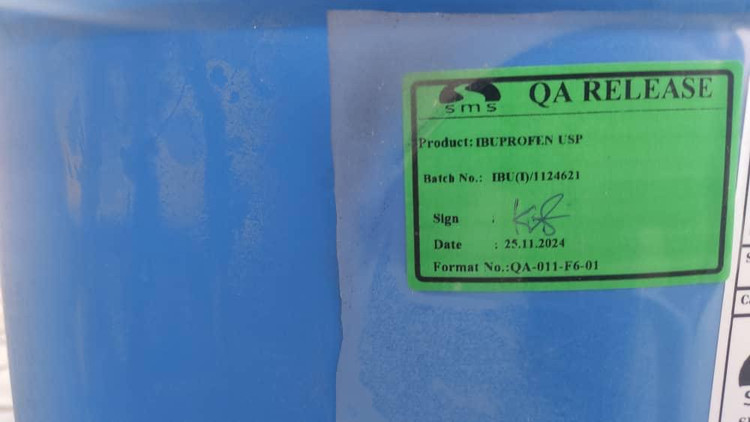 sms
QA RELEASE
Product: IBUPROFEN USP
Batch No.: IBU(I)/1124621
Sign :
Date : 25.11.2024
Format No.:QA-011-F6-01